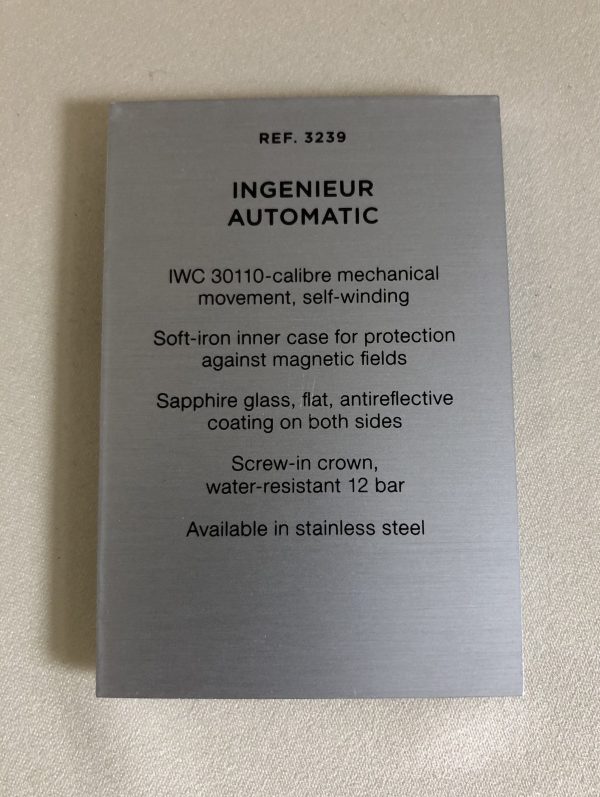 REF. 3239
INGENIEUR
AUTOMATIC
IWC 30110-calibre mechanical
movement, self-winding
Soft-iron inner case for protection
against magnetic fields
Sapphire glass, flat, antireflective
coating on both sides
Screw-in crown,
water-resistant 12 bar
Available in stainless steel